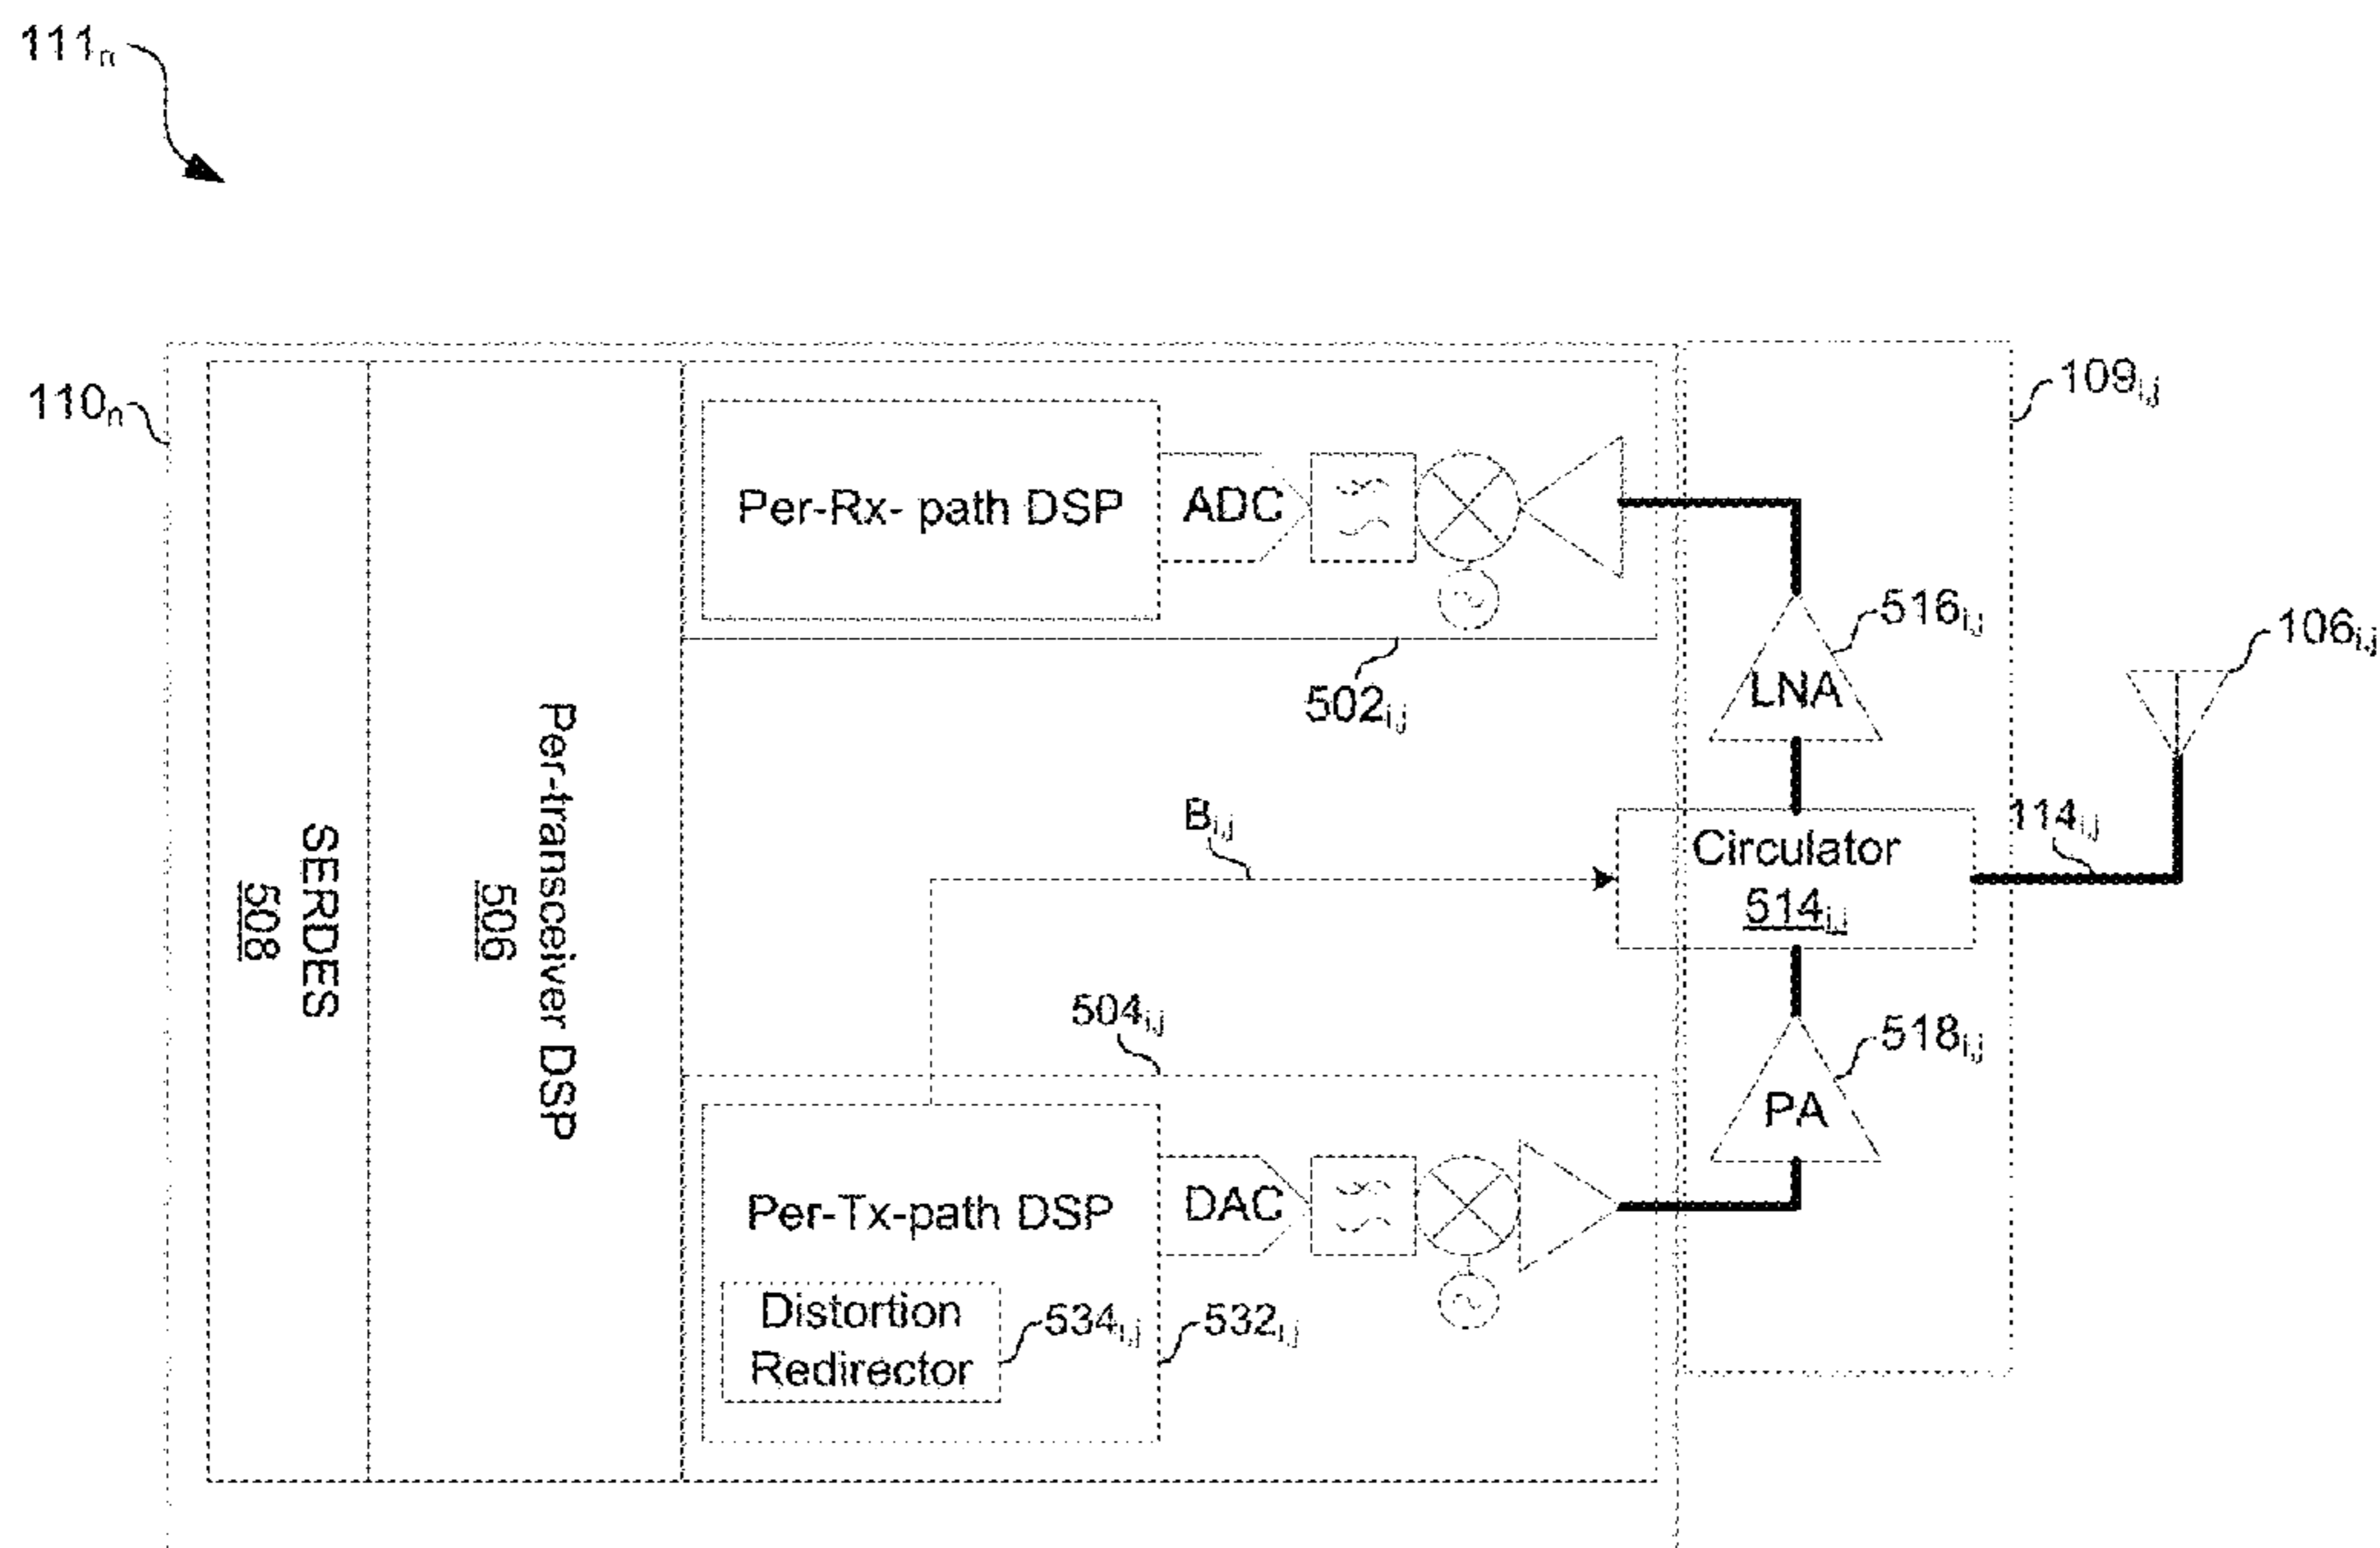 111n
110n
109i,j
Per-Rx- path DSP
ADC
516i,j
LNA
106i,j
502i,j
Bi,j
114i,j
Circulator
514i,j
SERDES
508
Per-transceiver DSP
506
504i,j
518i,j
PA
Per-Tx-path DSP
DAC
Distortion
Redirector
534i,j
532i,j